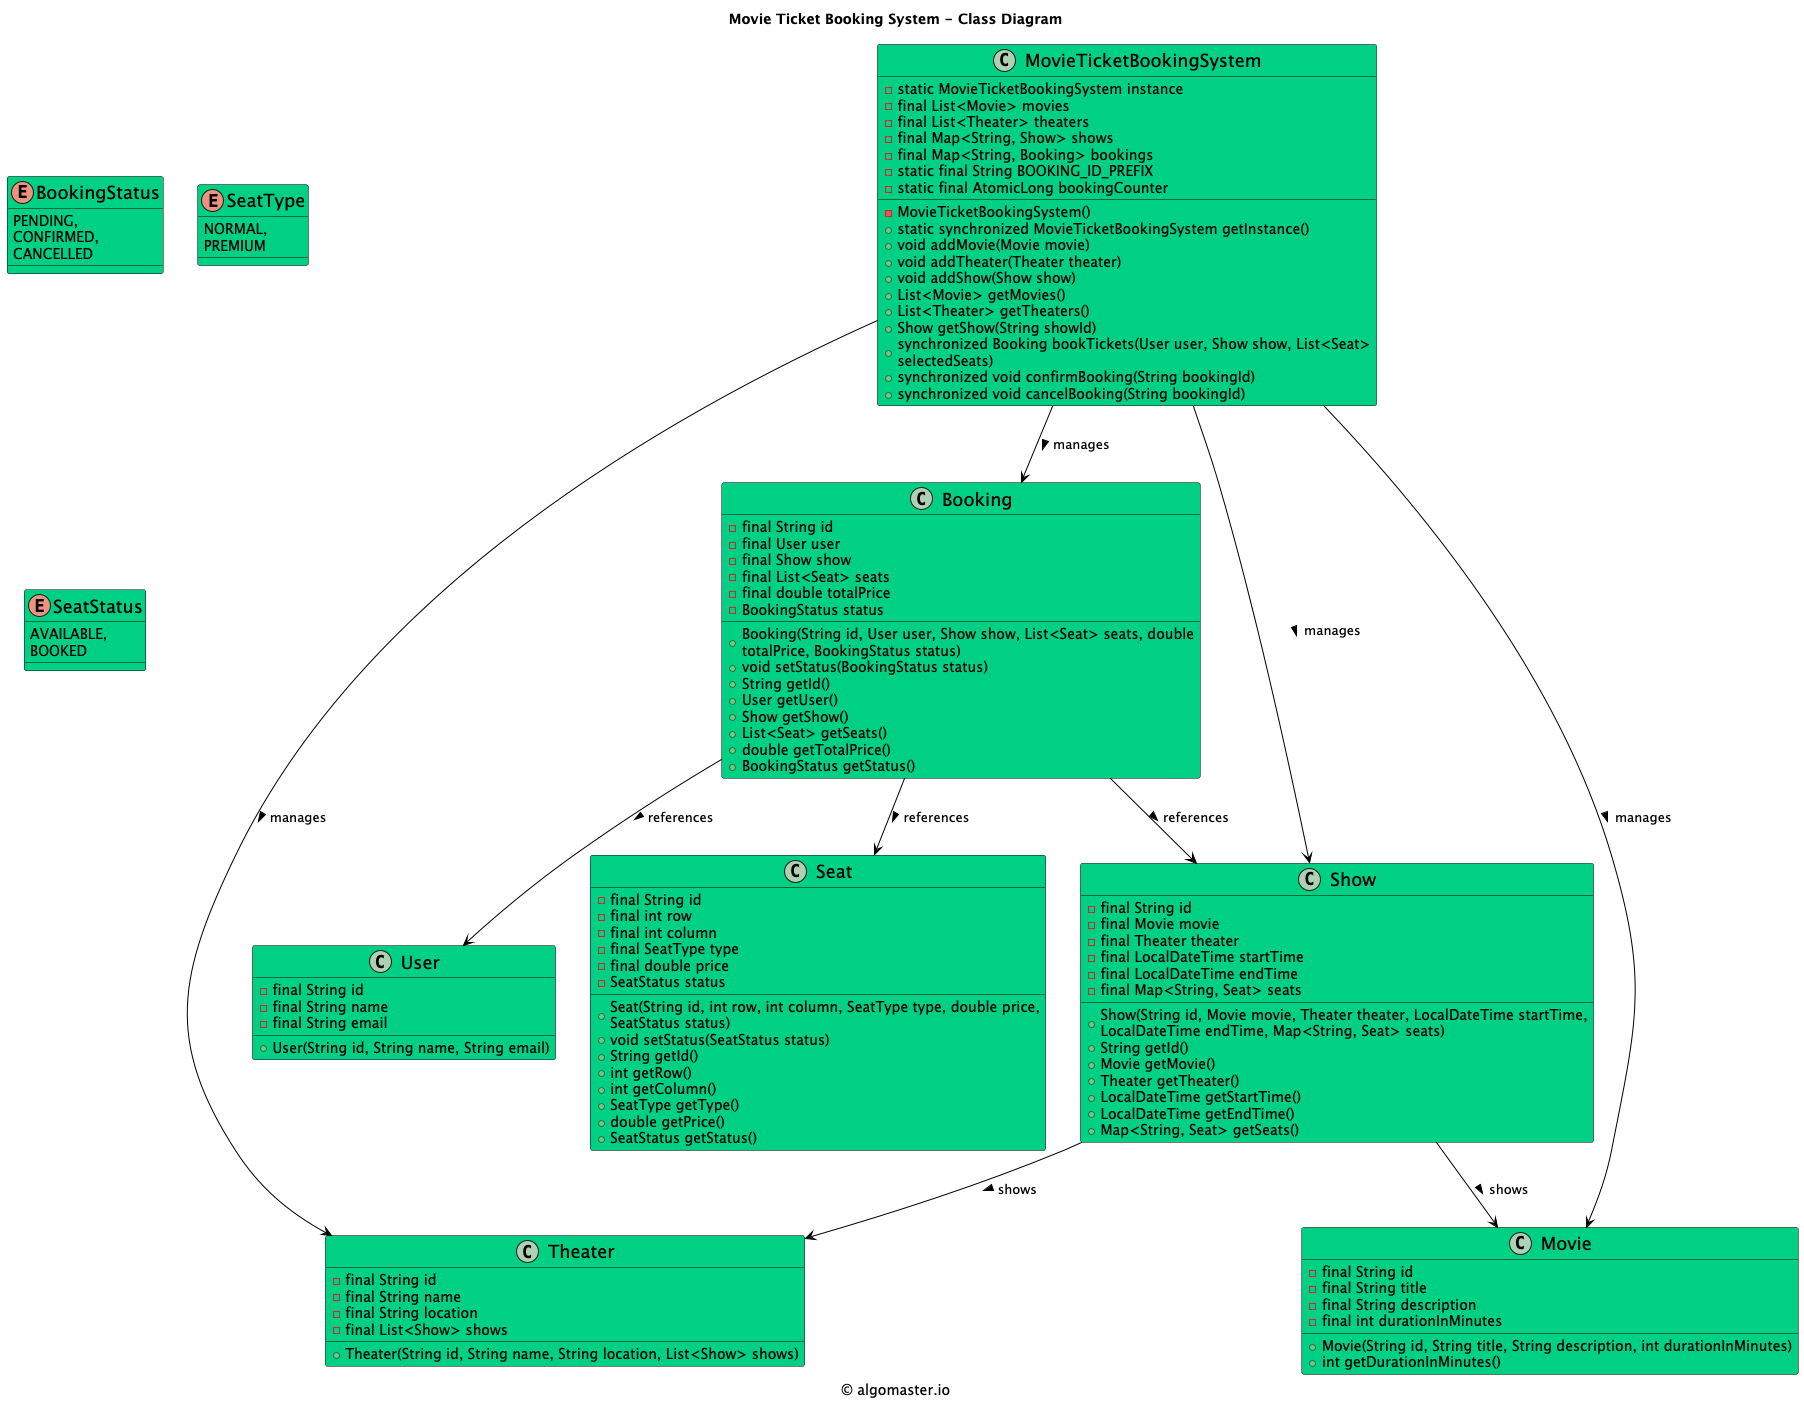 Movie Ticket Booking System - Class Diagram
C MovieTicketBookingSystem
static MovieTicketBookingSystem instance
final List<Movie> movies
final List<Theater> theaters
final Map<String, Show> shows
final Map<String, Booking> bookings
static final String BOOKING_ID_PREFIX
static final AtomicLong bookingCounter
MovieTicketBookingSystem()
static synchronized MovieTicketBookingSystem getInstance()
void addMovie(Movie movie)
void addTheater(Theater theater)
void addShow(Show show)
List<Movie> getMovies()
List<Theater> getTheaters()
Show getShow(String showId)
synchronized Booking bookTickets(User user, Show show, List<Seat>
selectedSeats)
synchronized void confirmBooking(String bookingId)
synchronized void cancelBooking(String bookingId)
E BookingStatus
PENDING,
CONFIRMED,
CANCELLED
E SeatType
NORMAL,
PREMIUM
manages
C Booking
final String id
final User user
final Show show
final List<Seat> seats
final double totalPrice
BookingStatus status
Booking(String id, User user, Show show, List<Seat> seats, double
totalPrice, BookingStatus status)
void setStatus(BookingStatus status)
String getId()
User getUser()
Show getShow()
List<Seat> getSeats()
double getTotalPrice()
BookingStatus getStatus()
E SeatStatus
AVAILABLE,
BOOKED
manages
manages
references
references
references
manages
C User
final String id
final String name
final String email
User(String id, String name, String email)
C Seat
final String id
final int row
final int column
final SeatType type
final double price
SeatStatus status
Seat(String id, int row, int column, SeatType type, double price,
SeatStatus status)
void setStatus(SeatStatus status)
String getId()
int getRow()
int getColumn()
SeatType getType()
double getPrice()
SeatStatus getStatus()
C Show
final String id
final Movie movie
final Theater theater
final LocalDateTime startTime
final LocalDateTime endTime
final Map<String, Seat> seats
Show(String id, Movie movie, Theater theater, LocalDateTime startTime,
LocalDateTime endTime, Map<String, Seat> seats)
String getId()
Movie getMovie()
Theater getTheater()
LocalDateTime getStartTime()
LocalDateTime getEndTime()
Map<String, Seat> getSeats()
shows
shows
C Theater
final String id
final String name
final String location
final List<Show> shows
Theater(String id, String name, String location, List<Show> shows)
C Movie
final String id
final String title
final String description
final int durationInMinutes
Movie(String id, String title, String description, int durationInMinutes)
int getDurationInMinutes()
© algomaster.io